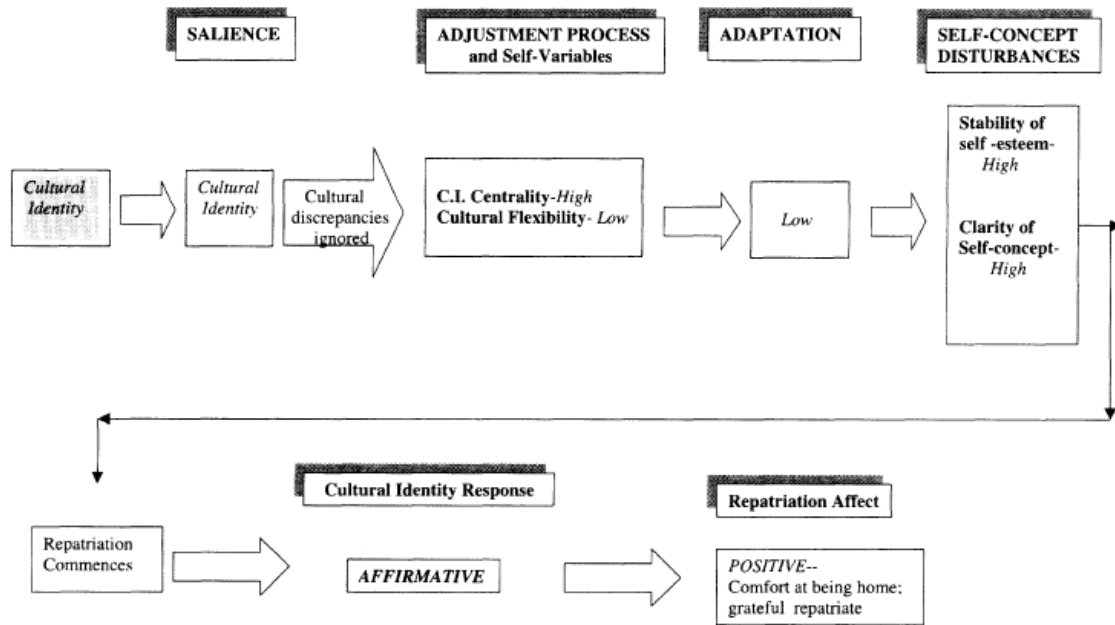 SALIENCE
ADJUSTMENT PROCESS
and Self-Variables
ADAPTATION
SELF-CONCEPT
DISTURBANCES
Cultural
Identity
Cultural
Identity
Cultural
discrepancies
ignored
C.I. Centrality-High
Cultural Flexibility- Low
Low
Stability of
self -esteem-
High
Clarity of
Self-concept-
High
Cultural Identity Response
Repatriation Affect
Repatriation
Commences
AFFIRMATIVE
POSITIVE--
Comfort at being home;
grateful repatriate